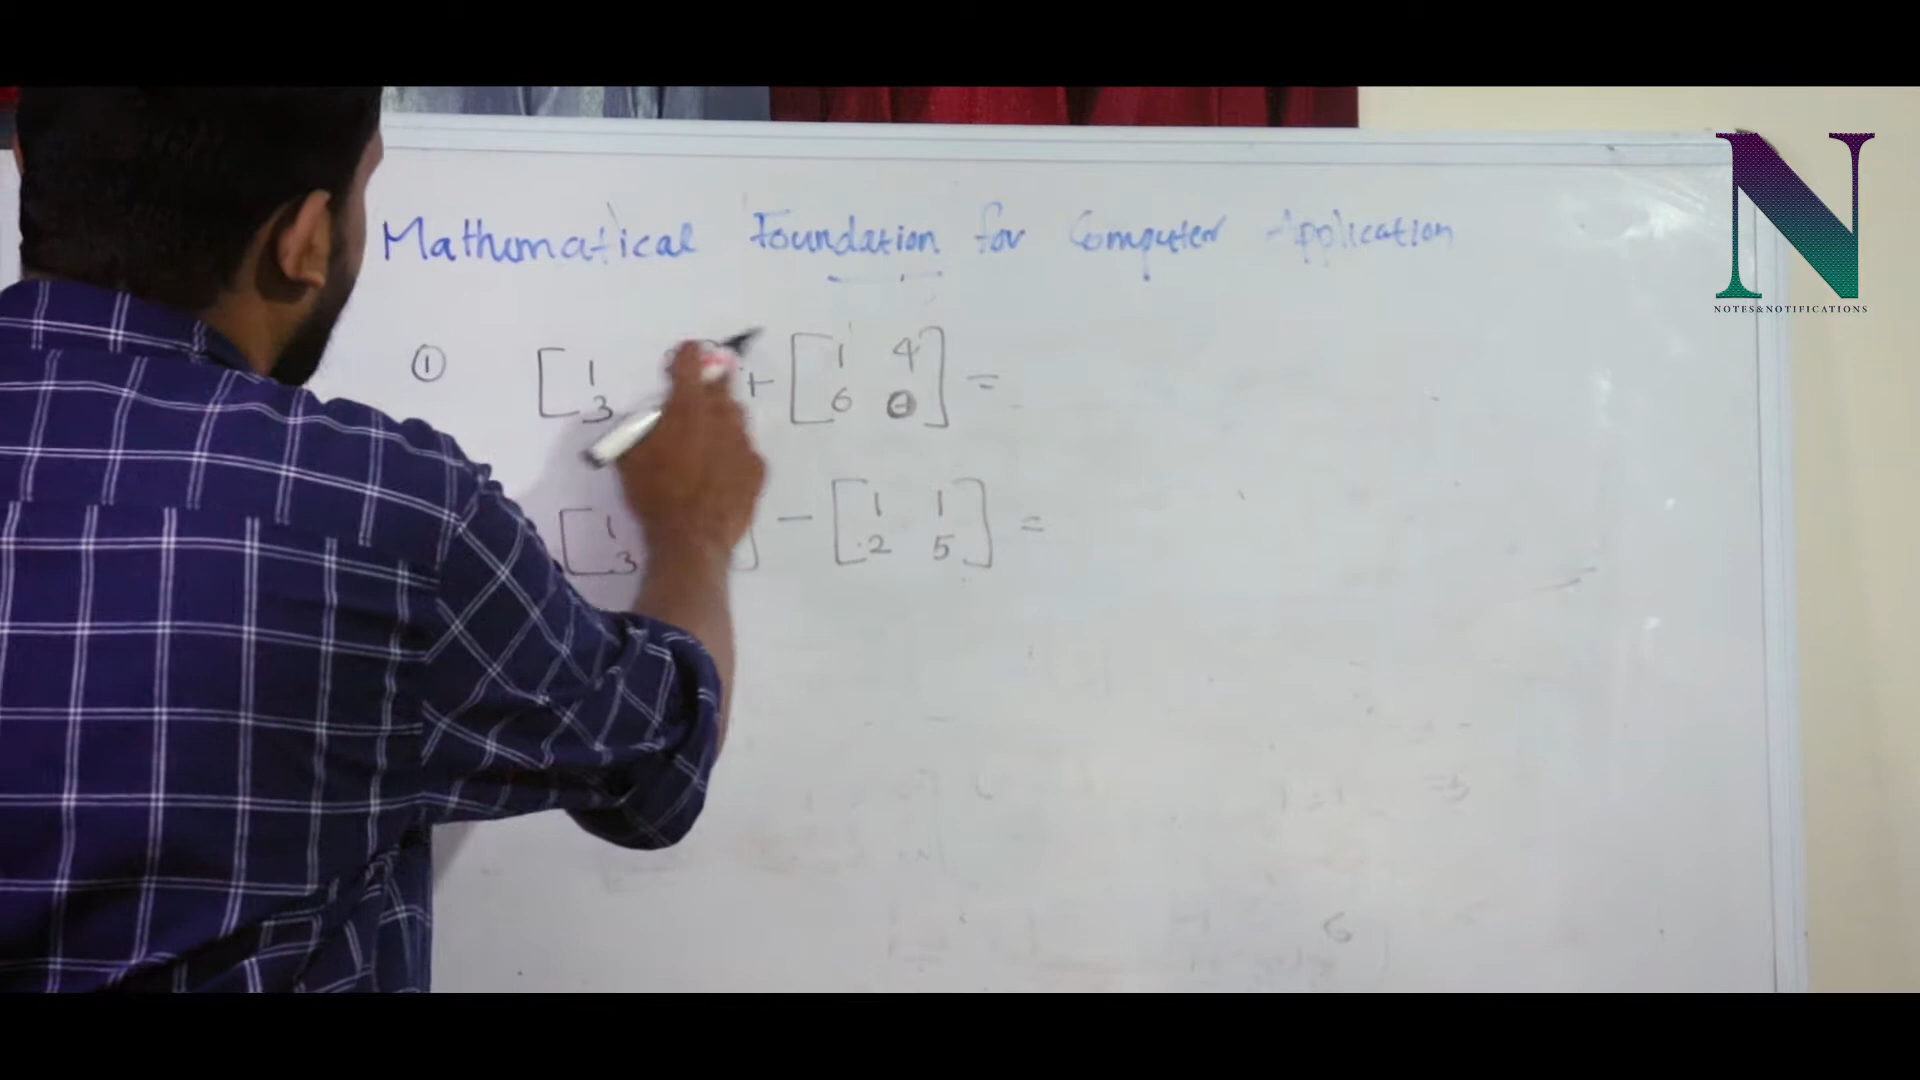 Mathematical Foundation for Computer Application
N
NOTES&NOTIFICATIONS
① [ 1 + [ 1 4 ] =
3 6
[ 1 ] − [ 1 1 ] =
3 2 5